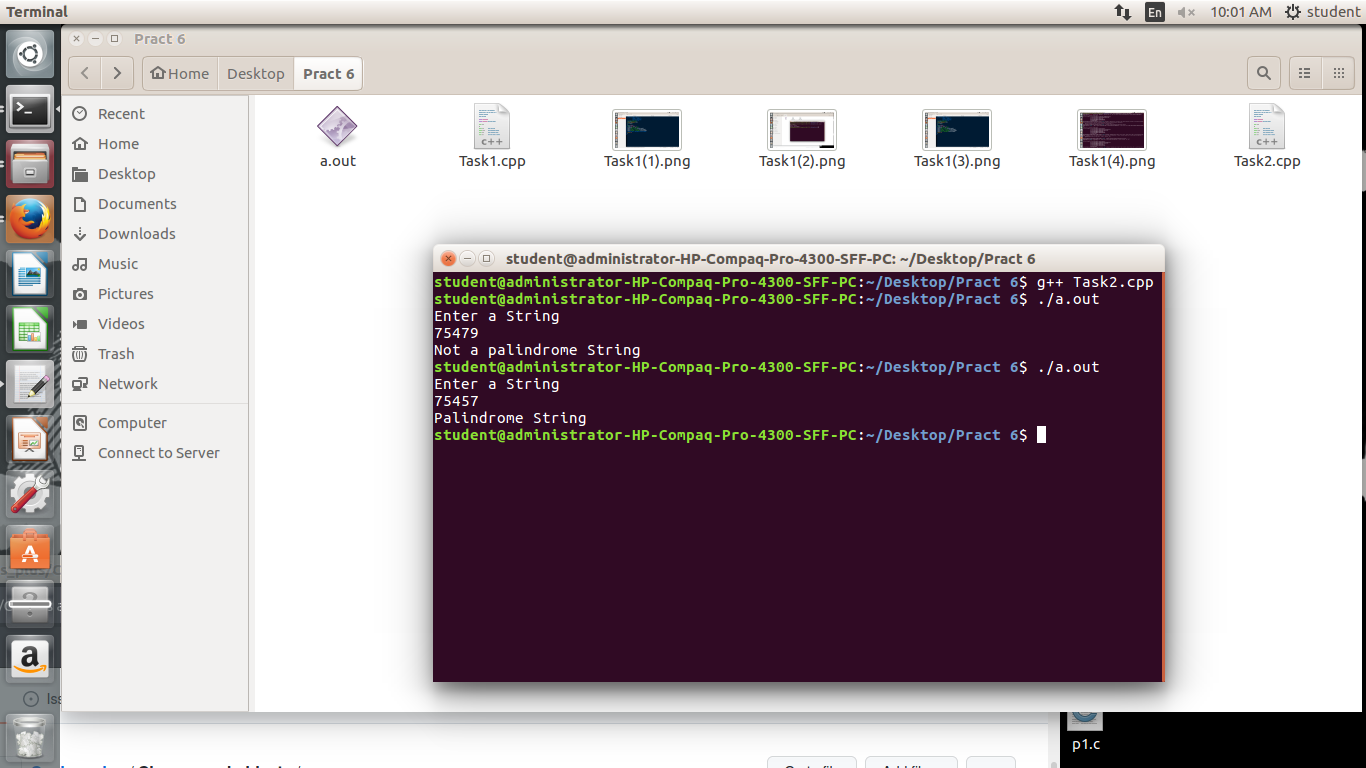 Terminal
En
10:01 AM
student
Pract 6
Home
Desktop
Pract 6
Recent
Home
Desktop
Documents
Downloads
Music
Pictures
Videos
Trash
Network
Computer
Connect to Server
a.out
Task1.cpp
Task1(1).png
Task1(2).png
Task1(3).png
Task1(4).png
Task2.cpp
c++
c++
student@administrator-HP-Compaq-Pro-4300-SFF-PC: ~/Desktop/Pract 6
student@administrator-HP-Compaq-Pro-4300-SFF-PC:~/Desktop/Pract 6$ g++ Task2.cpp
student@administrator-HP-Compaq-Pro-4300-SFF-PC:~/Desktop/Pract 6$ ./a.out
Enter a String
75479
Not a palindrome String
student@administrator-HP-Compaq-Pro-4300-SFF-PC:~/Desktop/Pract 6$ ./a.out
Enter a String
75457
Palindrome String
student@administrator-HP-Compaq-Pro-4300-SFF-PC:~/Desktop/Pract 6$
p1.c